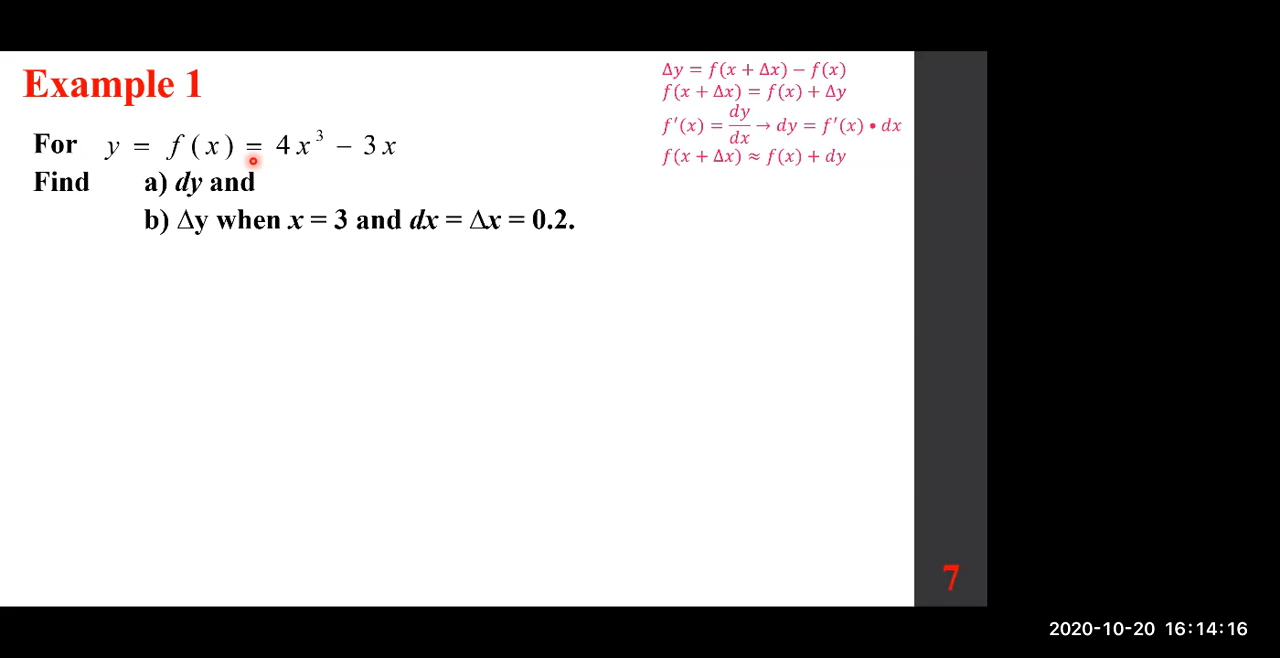 Example 1
For y = f(x) = 4x³ − 3x
Find a) dy and
b) Δy when x = 3 and dx = Δx = 0.2.
Δy = f(x + Δx) − f(x)
f(x + Δx) = f(x) + Δy
f′(x) = dy/dx → dy = f′(x) • dx
f(x + Δx) ≈ f(x) + dy
7
2020-10-20 16:14:16